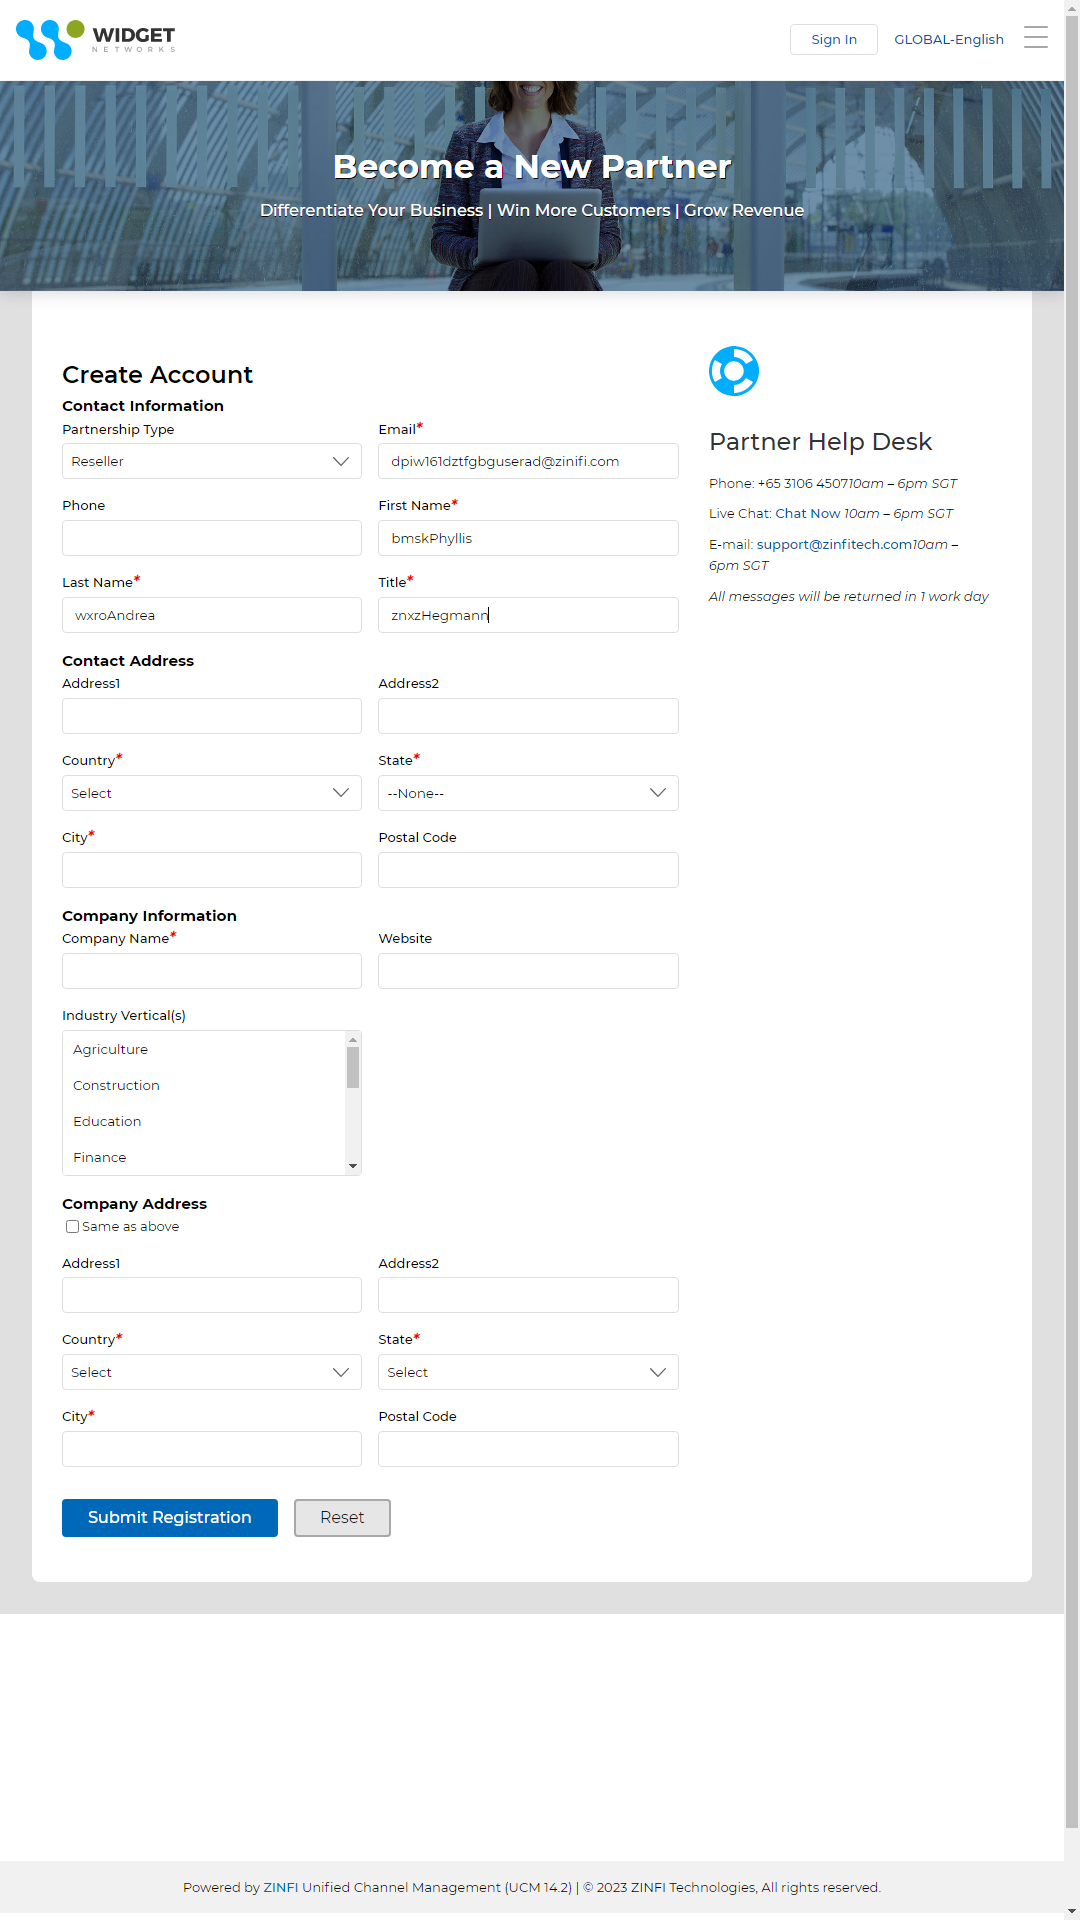 WIDGET
NETWORKS
Sign In
GLOBAL-English
Become a New Partner
Differentiate Your Business | Win More Customers | Grow Revenue
Create Account
Contact Information
Partnership Type
Email*
Reseller
dpiw161dztfgbguserad@zinifi.com
Phone
First Name*
bmskPhyllis
Last Name*
Title*
wxroAndrea
znxzHegmann
Contact Address
Address1
Address2
Country*
State*
Select
--None--
City*
Postal Code
Company Information
Company Name*
Website
Industry Vertical(s)
Agriculture
Construction
Education
Finance
Company Address
Same as above
Address1
Address2
Country*
State*
Select
Select
City*
Postal Code
Submit Registration
Reset
Partner Help Desk
Phone: +65 3106 450710am – 6pm SGT
Live Chat: Chat Now 10am – 6pm SGT
E-mail: support@zinfitech.com10am –
6pm SGT
All messages will be returned in 1 work day
Powered by ZINFI Unified Channel Management (UCM 14.2) | © 2023 ZINFI Technologies, All rights reserved.